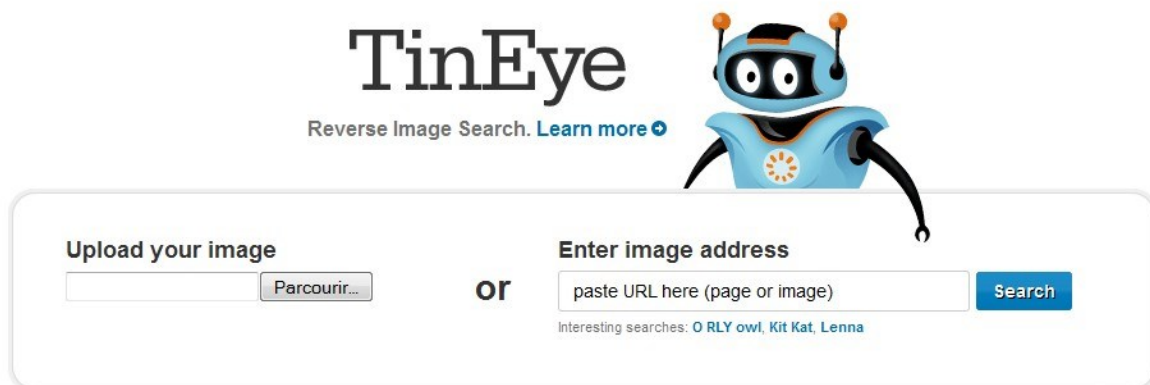 TinEye
Reverse Image Search. Learn more
Upload your image
Parcourir...
or
Enter image address
paste URL here (page or image)
Search
Interesting searches: O RLY owl, Kit Kat, Lenna